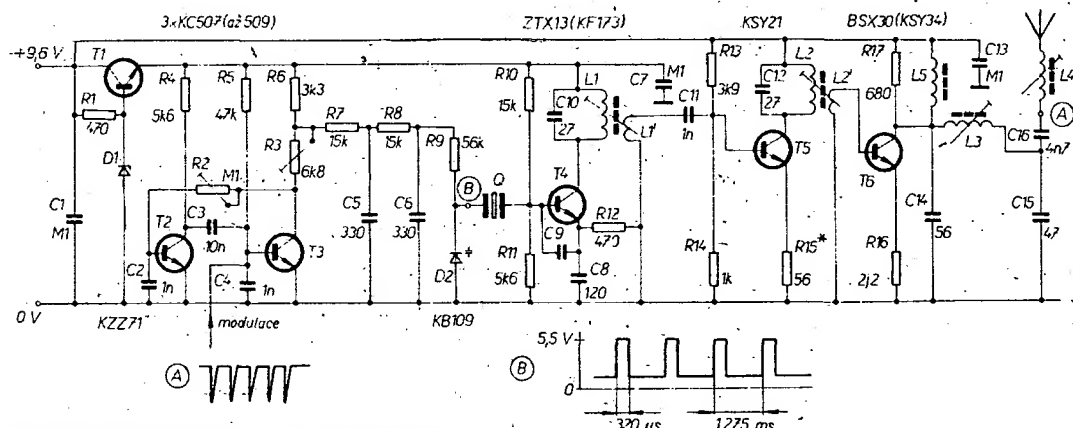 3xKC507(až 509)
ZTX13(KF173)
KSY21
BSX30(KSY34)
-+9,6 V
T1
R4
5k6
R5
47k
R6
3k3
R1
470
D1
R2
M1
R3
6k8
R7
15k
R8
15k
R9
56k
R10
15k
C10
27
L1
L1'
C7
M1
C11
1n
R13
3k9
C12
27
L2
L2'
R17
680
L5
C13
M1
L4
A
L3
C16
4n7
C1
M1
T2
C3
10n
T3
C2
1n
C4
1n
C5
330
C6
330
B
Q
D2
T4
C9
R12
470
R11
5k6
C8
120
R14
1k
T5
R15*
56
T6
R16
2j2
C14
56
C15
47
0 V
KZZ71
modulace
KB109
A
B
5,5 V
0
320 µs
12,75 ms